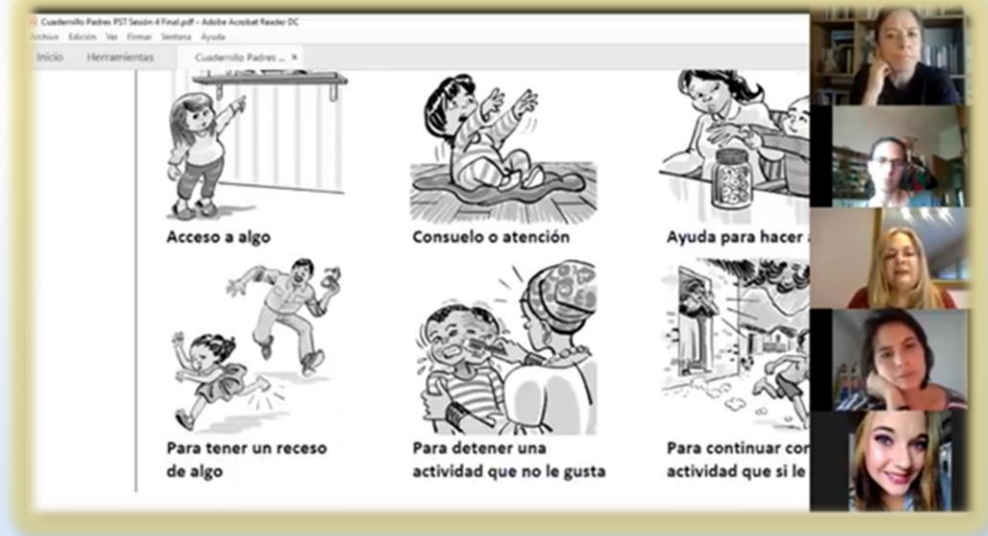 Cuadernillo Padres PST Sesión 4 Final.pdf - Adobe Acrobat Reader DC
Archivo Edición Ver Firmar Ventana Ayuda
Inicio Herramientas Cuadernillo Padres ... ×
Acceso a algo
Consuelo o atención
Ayuda para hacer
Para tener un receso
de algo
Para detener una
actividad que no le gusta
Para continuar con
actividad que si le